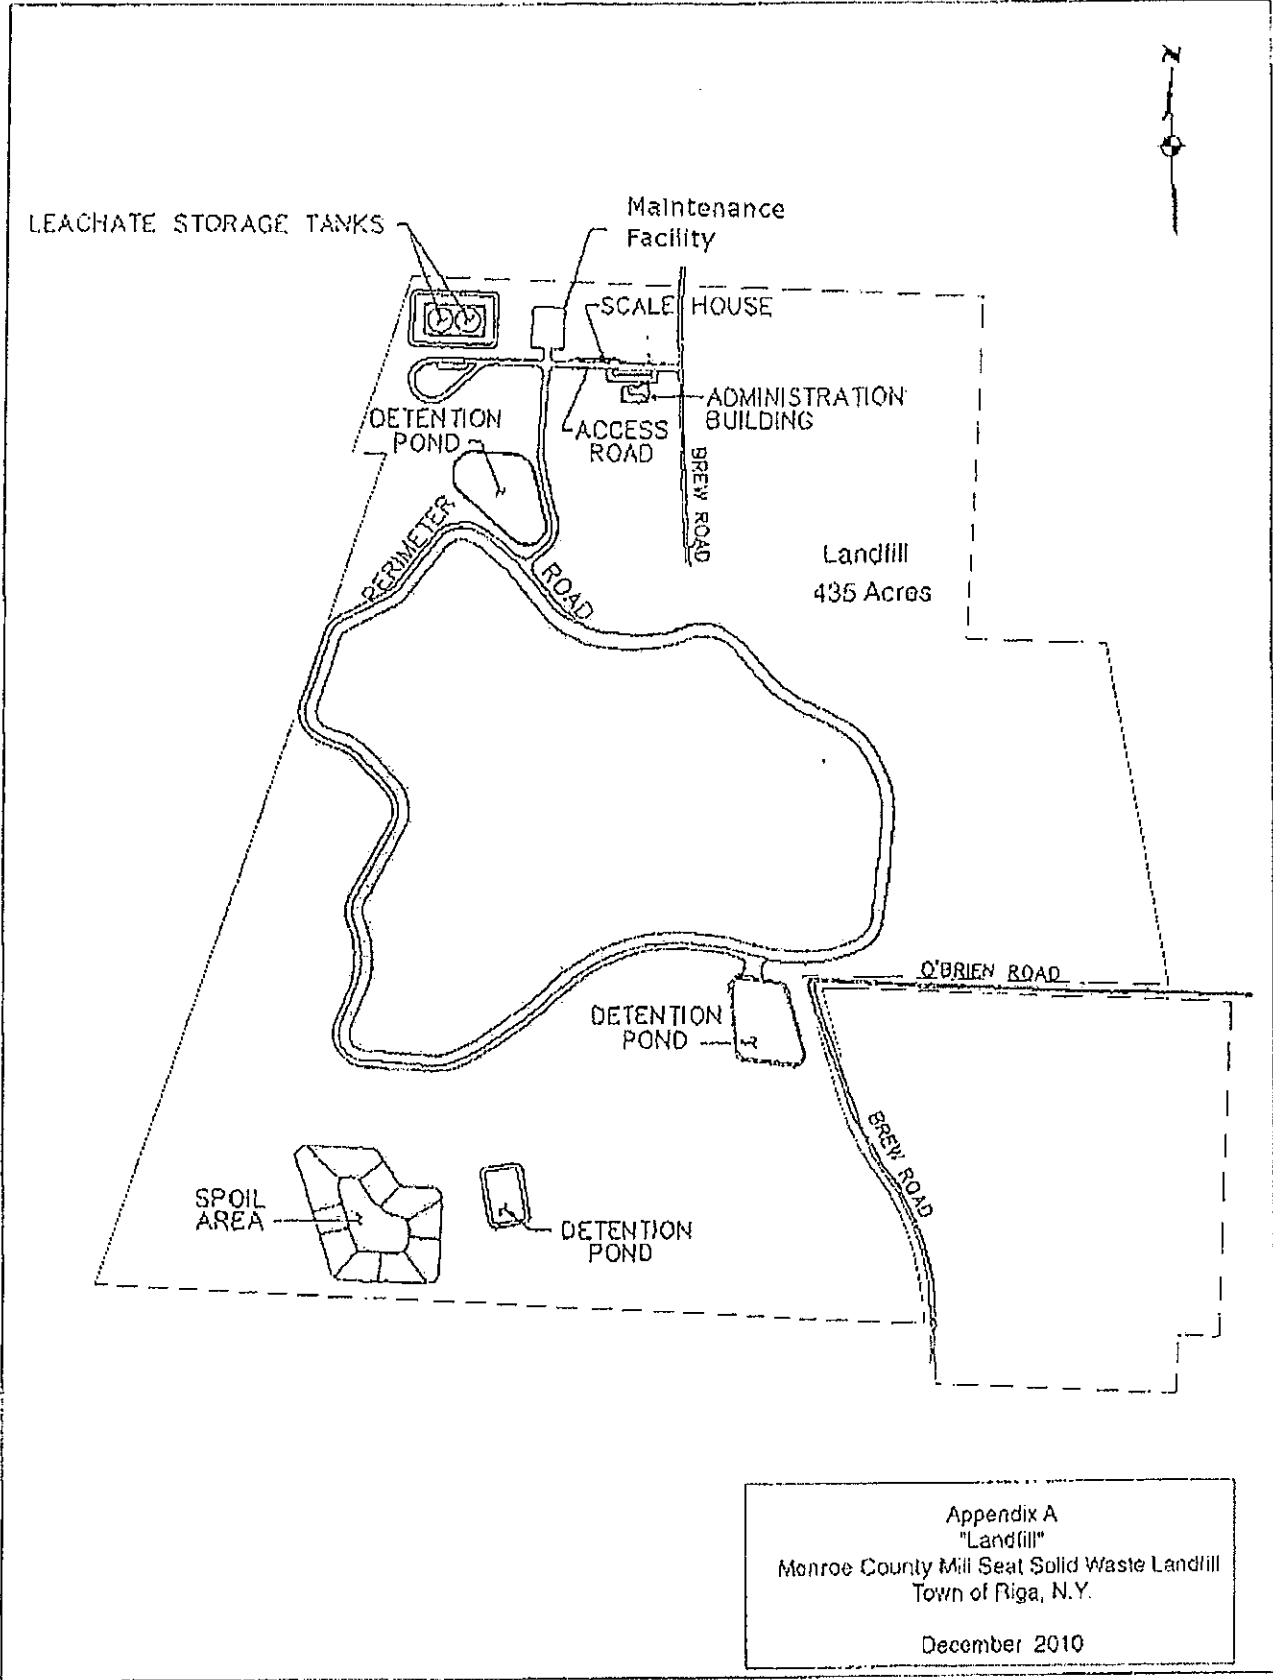 N
LEACHATE STORAGE TANKS
Maintenance
Facility
SCALE HOUSE
ADMINISTRATION
BUILDING
DETENTION
POND
ACCESS
ROAD
BREW ROAD
PERIMETER
ROAD
Landfill
435 Acres
O'BRIEN ROAD
DETENTION
POND
BREW ROAD
SPOIL
AREA
DETENTION
POND
Appendix A
"Landfill"
Monroe County Mill Seat Solid Waste Landfill
Town of Riga, N.Y.
December 2010